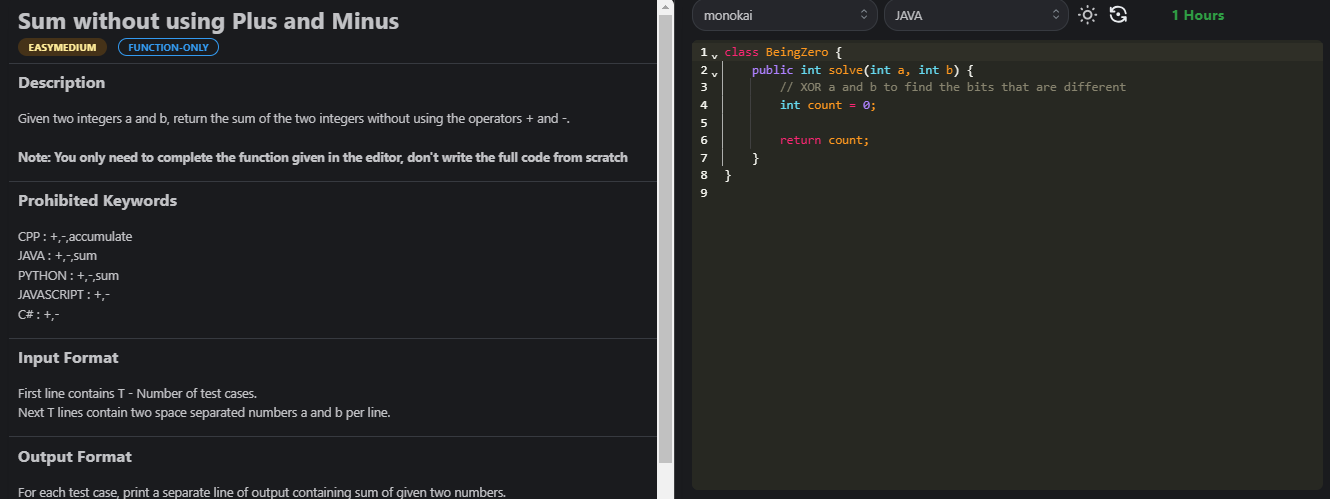 Sum without using Plus and Minus
EASYMEDIUM FUNCTION-ONLY
Description
Given two integers a and b, return the sum of the two integers without using the operators + and -.
Note: You only need to complete the function given in the editor, don't write the full code from scratch
Prohibited Keywords
CPP : +,-,accumulate
JAVA : +,-,sum
PYTHON : +,-,sum
JAVASCRIPT : +,-
C# : +,-
Input Format
First line contains T - Number of test cases.
Next T lines contain two space separated numbers a and b per line.
Output Format
For each test case, print a separate line of output containing sum of given two numbers.
monokai JAVA 1 Hours
1 class BeingZero {
2 public int solve(int a, int b) {
3 // XOR a and b to find the bits that are different
4 int count = 0;
5
6 return count;
7 }
8 }
9